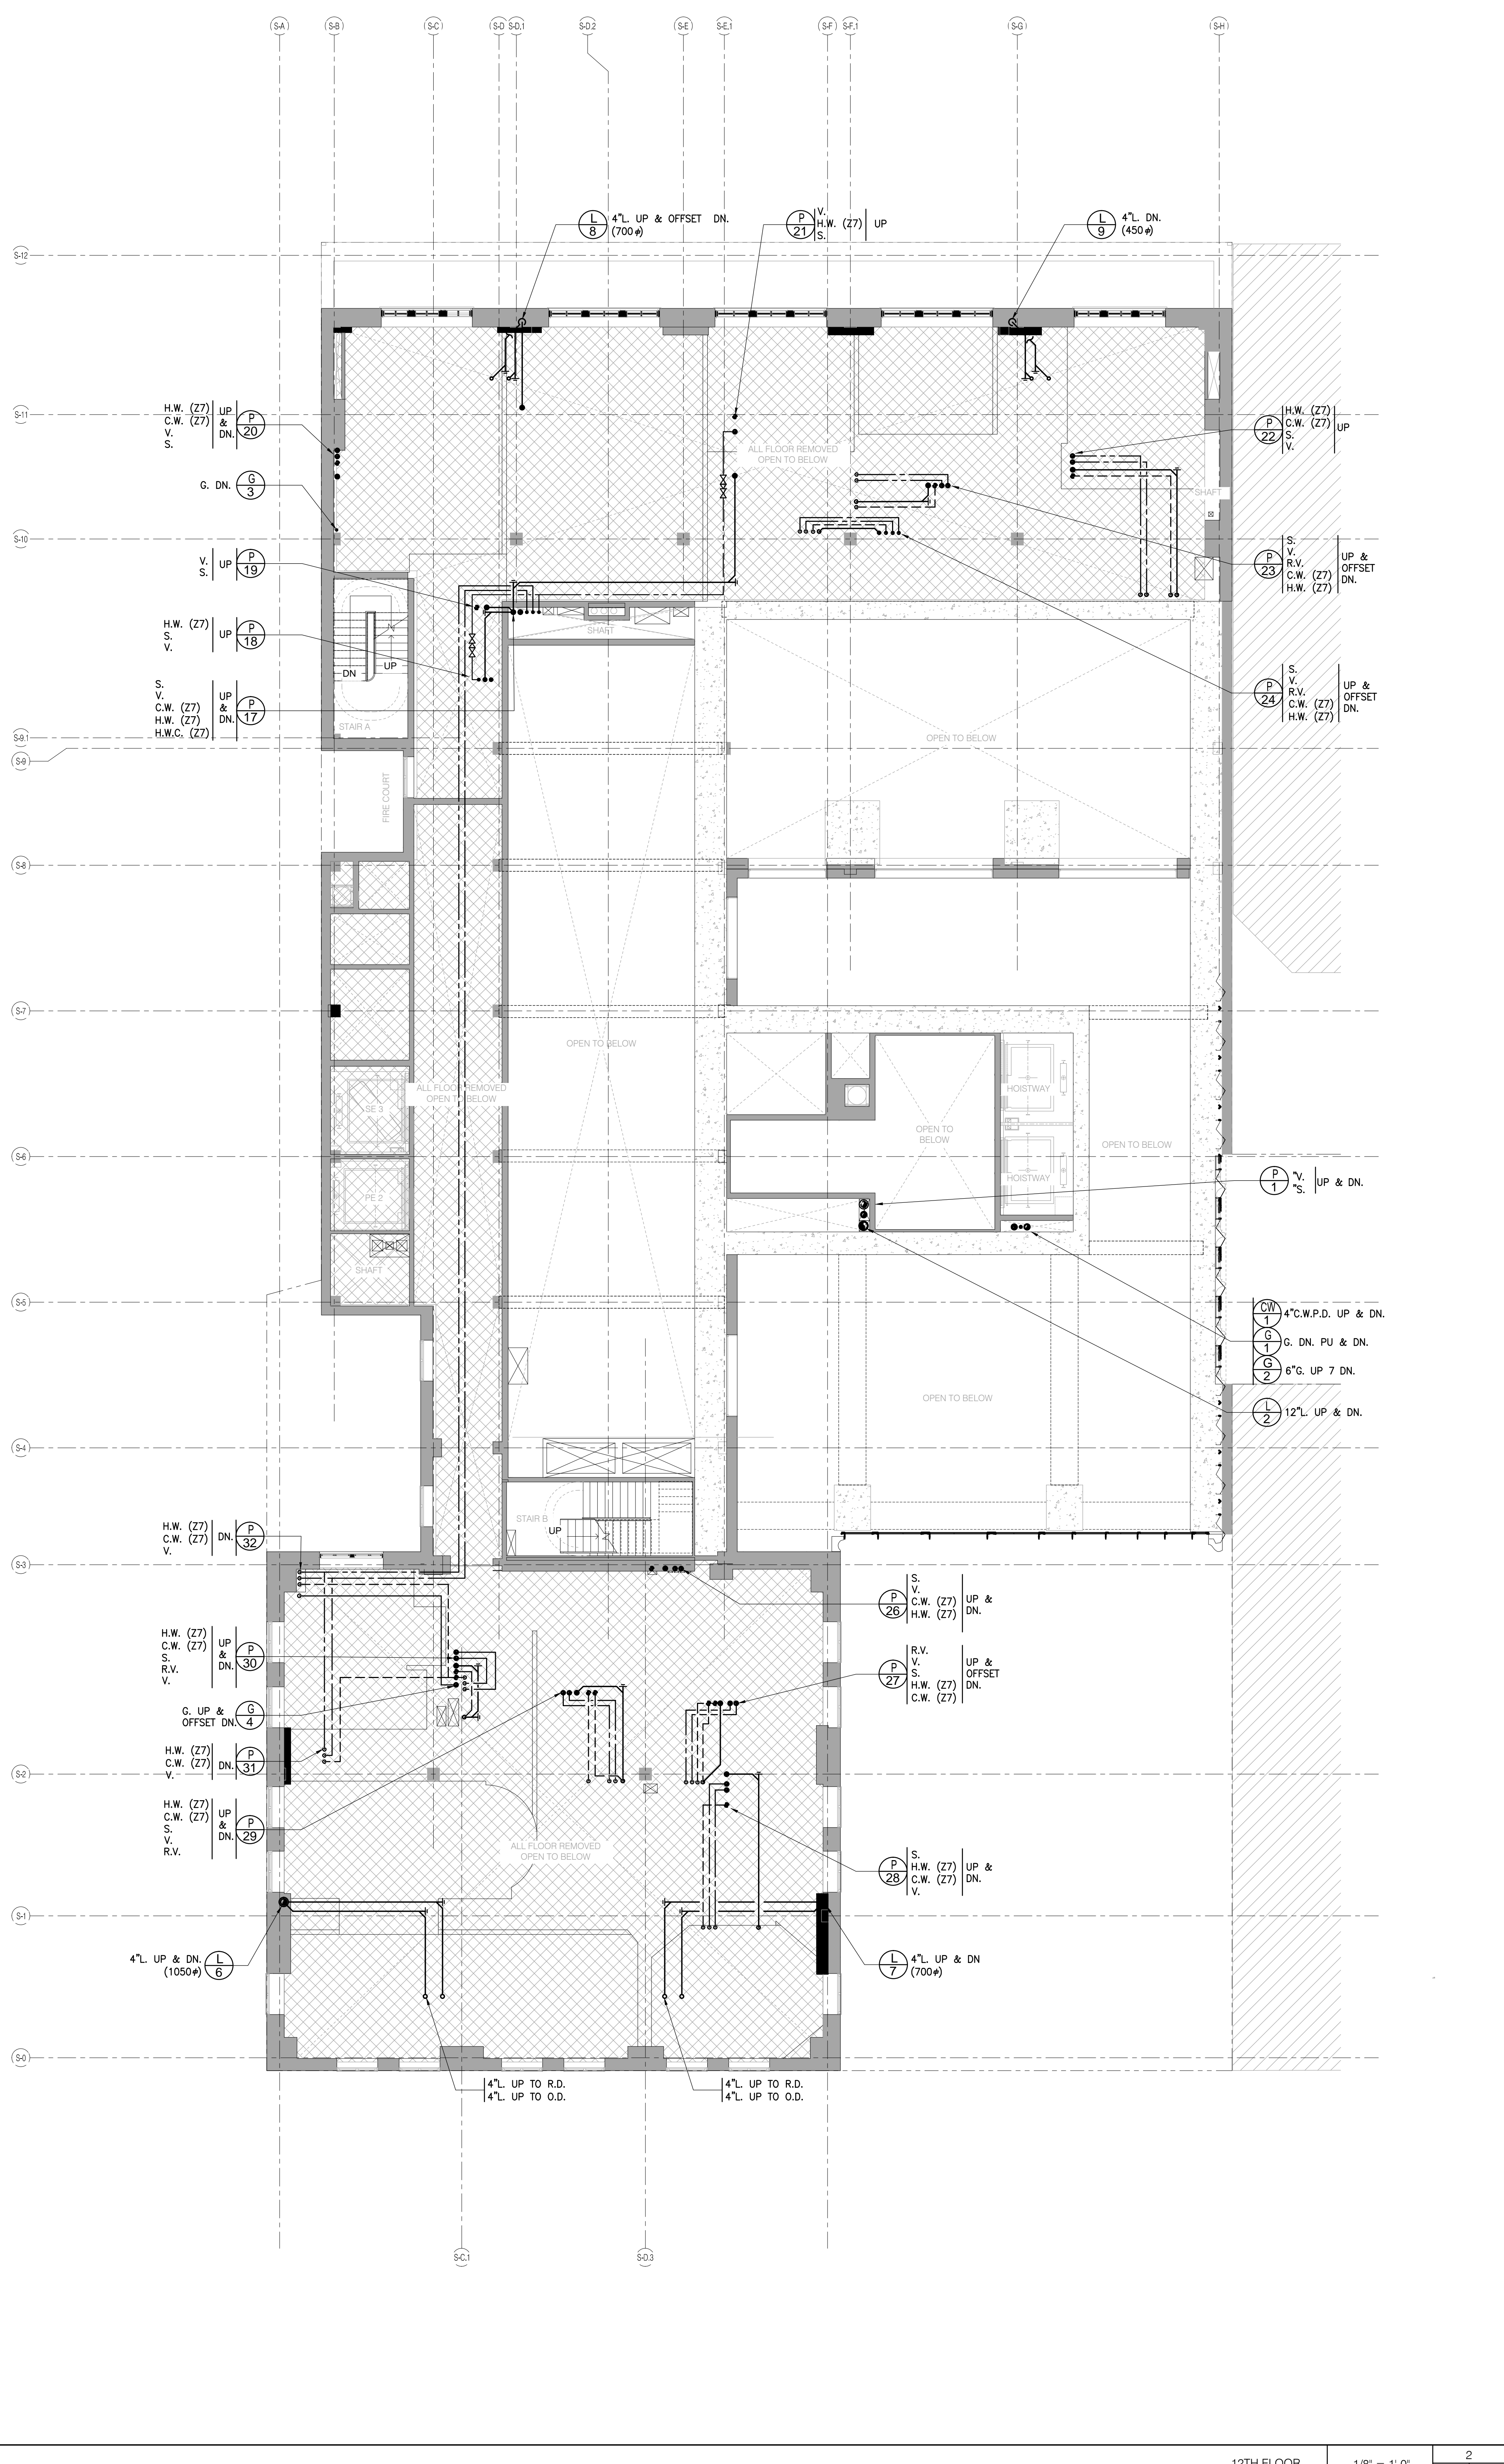 S-A
S-B
S-C
S-D
S-D.1
S-D.2
S-E
S-E.1
S-F
S-F.1
S-G
S-H
L
8
4"L. UP & OFFSET DN.
(700ø)
P
21
V.
H.W. (Z7)
S.
UP
L
9
4"L. DN.
(450ø)
S-12
S-11
H.W. (Z7)
C.W. (Z7)
V.
S.
UP
&
DN.
P
20
P
22
H.W. (Z7)
C.W. (Z7)
S.
V.
UP
ALL FLOOR REMOVED
OPEN TO BELOW
G. DN.
G
3
SHAFT
S-10
V.
S.
UP
P
19
P
23
S.
V.
R.V.
C.W. (Z7)
H.W. (Z7)
UP &
OFFSET
DN.
H.W. (Z7)
S.
V.
UP
P
18
SHAFT
DN
UP
S.
V.
C.W. (Z7)
H.W. (Z7)
H.W.C. (Z7)
UP
&
DN.
P
17
P
24
S.
V.
R.V.
C.W. (Z7)
H.W. (Z7)
UP &
OFFSET
DN.
STAIR A
S-9.1
S-9
OPEN TO BELOW
FIRE COURT
S-8
S-7
OPEN TO BELOW
ALL FLOOR REMOVED
OPEN TO BELOW
SE 3
HOISTWAY
OPEN TO
BELOW
OPEN TO BELOW
S-6
HOISTWAY
PE 2
P
1
"V.
"S.
UP & DN.
SHAFT
S-5
CW
1
4"C.W.P.D. UP & DN.
G
1
G. DN. PU & DN.
G
2
6"G. UP 7 DN.
OPEN TO BELOW
L
2
12"L. UP & DN.
S-4
STAIR B
UP
H.W. (Z7)
C.W. (Z7)
V.
DN.
P
32
S-3
P
26
S.
V.
C.W. (Z7)
H.W. (Z7)
UP &
DN.
H.W. (Z7)
C.W. (Z7)
S.
R.V.
V.
UP
&
DN.
P
30
P
27
R.V.
V.
S.
H.W. (Z7)
C.W. (Z7)
UP &
OFFSET
DN.
G. UP &
OFFSET DN.
G
4
H.W. (Z7)
C.W. (Z7)
V.
DN.
P
31
S-2
H.W. (Z7)
C.W. (Z7)
S.
V.
R.V.
UP
&
DN.
P
29
ALL FLOOR REMOVED
OPEN TO BELOW
P
28
S.
H.W. (Z7)
C.W. (Z7)
V.
UP &
DN.
S-1
4"L. UP & DN.
(1050ø)
L
6
L
7
4"L. UP & DN
(700ø)
S-0
4"L. UP TO R.D.
4"L. UP TO O.D.
4"L. UP TO R.D.
4"L. UP TO O.D.
S-C.1
S-D.3
12TH FLOOR
1/8" = 1'-0"
2